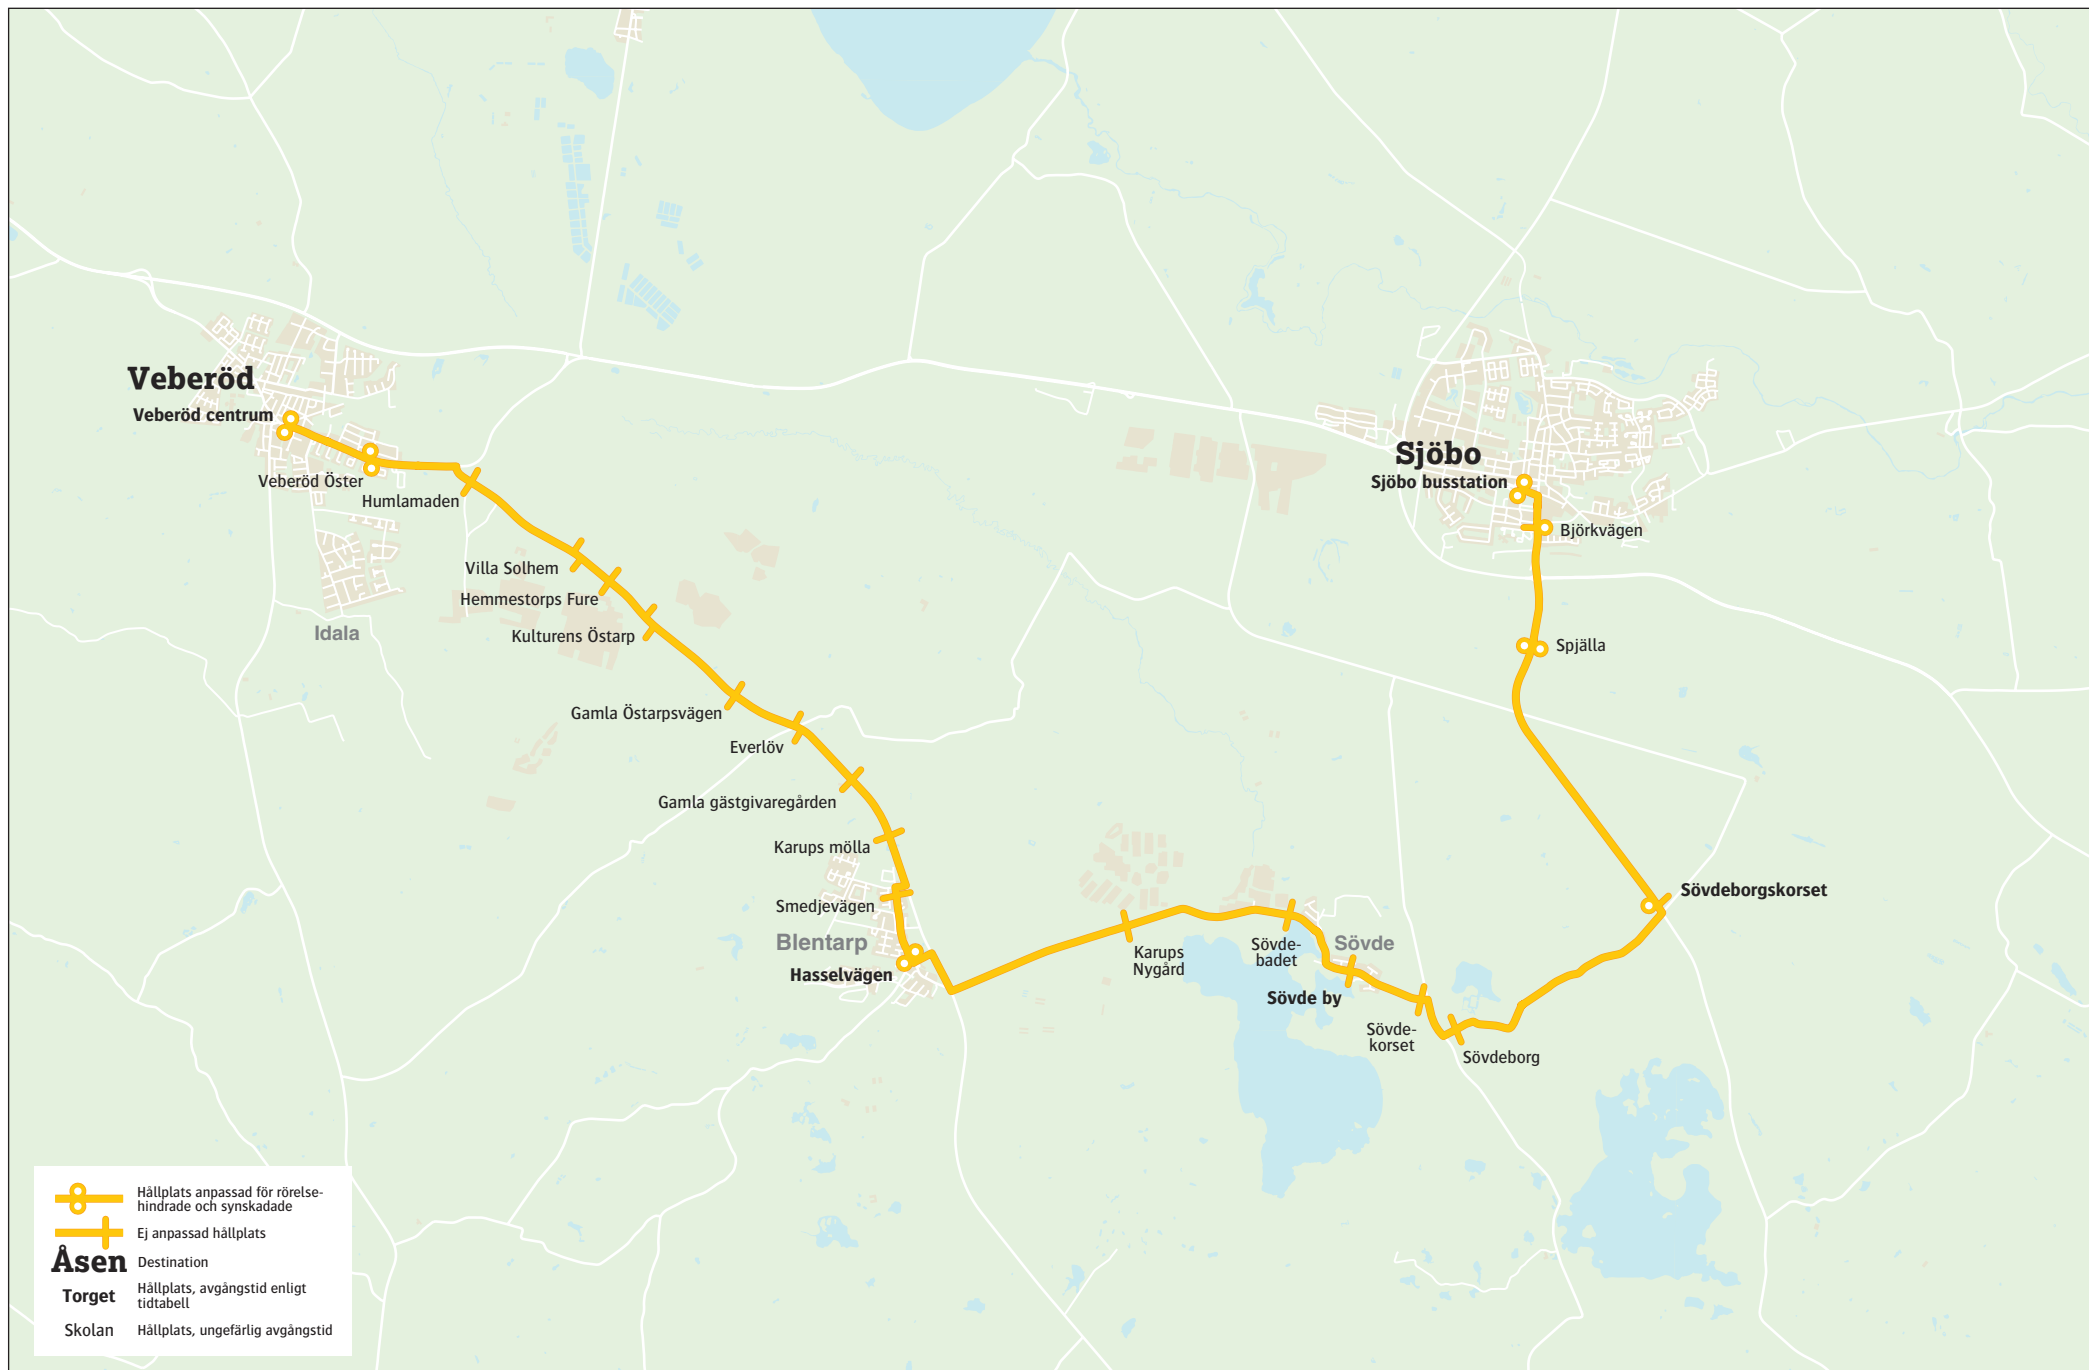 Veberöd
Veberöd centrum
Veberöd Öster
Humlamaden
Villa Solhem
Hemmestorps Fure
Kulturens Östarp
Idala
Gamla Östarpsvägen
Everlöv
Gamla gästgivaregården
Karups mölla
Smedjevägen
Blentarp
Hasselvägen
Karups
Nygård
Sövde-
badet
Sövde
Sövde by
Sövde-
korset
Sövdeborg
Sövdeborgskorset
Spjälla
Björkvägen
Sjöbo
Sjöbo busstation
Hållplats anpassad för rörelse-
hindrade och synskadade
Ej anpassad hållplats
Åsen Destination
Torget Hållplats, avgångstid enligt
tidtabell
Skolan Hållplats, ungefärlig avgångstid